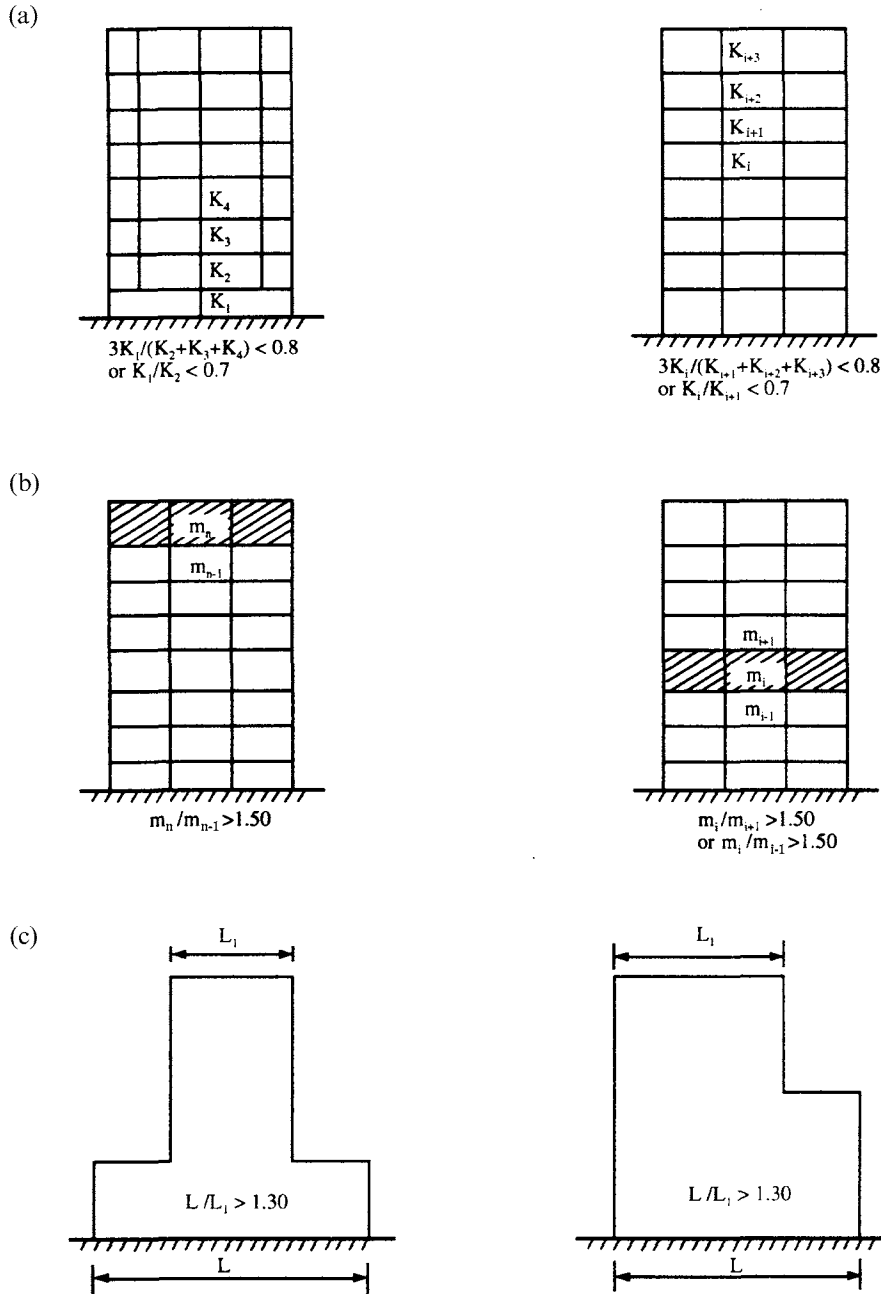 (a)
K₄
K₃
K₂
K₁
3K₁/(K₂+K₃+K₄) < 0.8
or K₁/K₂ < 0.7
Kᵢ₊₃
Kᵢ₊₂
Kᵢ₊₁
Kᵢ
3Kᵢ/(Kᵢ₊₁+Kᵢ₊₂+Kᵢ₊₃) < 0.8
or Kᵢ/Kᵢ₊₁ < 0.7
(b)
mₙ
mₙ₋₁
mₙ/mₙ₋₁ >1.50
mᵢ₊₁
mᵢ
mᵢ₋₁
mᵢ/mᵢ₊₁ >1.50
or mᵢ/mᵢ₋₁ >1.50
(c)
L₁
L /L₁ > 1.30
L
L₁
L /L₁ > 1.30
L